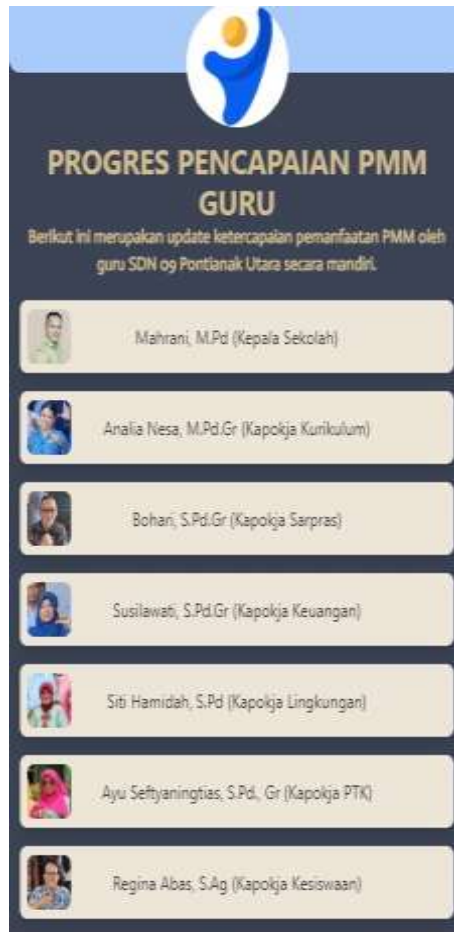 PROGRES PENCAPAIAN PMM
GURU
Berikut ini merupakan update ketercapaian pemanfaatan PMM oleh
guru SDN 09 Pontianak Utara secara mandiri.
Mahrani, M.Pd (Kepala Sekolah)
Analia Nesa, M.Pd.Gr (Kapokja Kurikulum)
Bohari, S.Pd.Gr (Kapokja Sarpras)
Susilawati, S.Pd.Gr (Kapokja Keuangan)
Siti Hamidah, S.Pd (Kapokja Lingkungan)
Ayu Seftyaningtias, S.Pd., Gr (Kapokja PTK)
Regina Abas, S.Ag (Kapokja Kesiswaan)